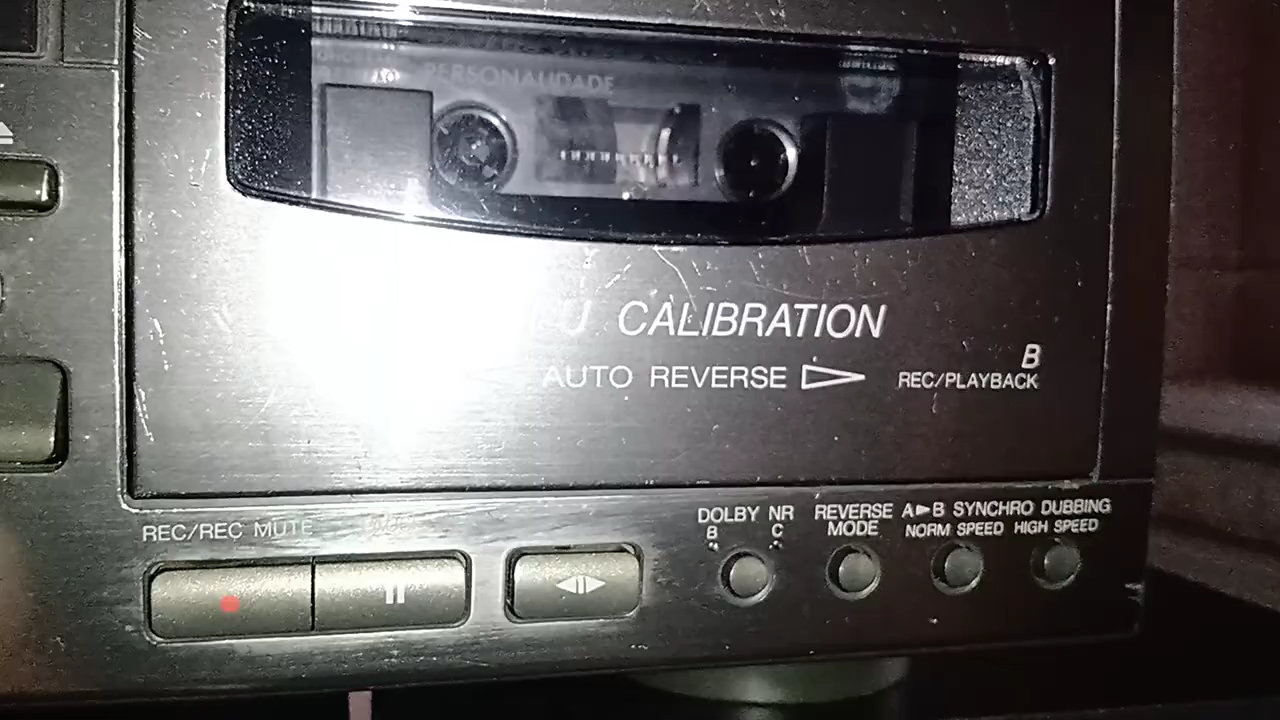 PERSONALIDADE
U CALIBRATION
AUTO REVERSE
B
REC/PLAYBACK
REC/REC MUTE
DOLBY NR
B C
REVERSE
MODE
A►B SYNCHRO DUBBING
NORM SPEED HIGH SPEED